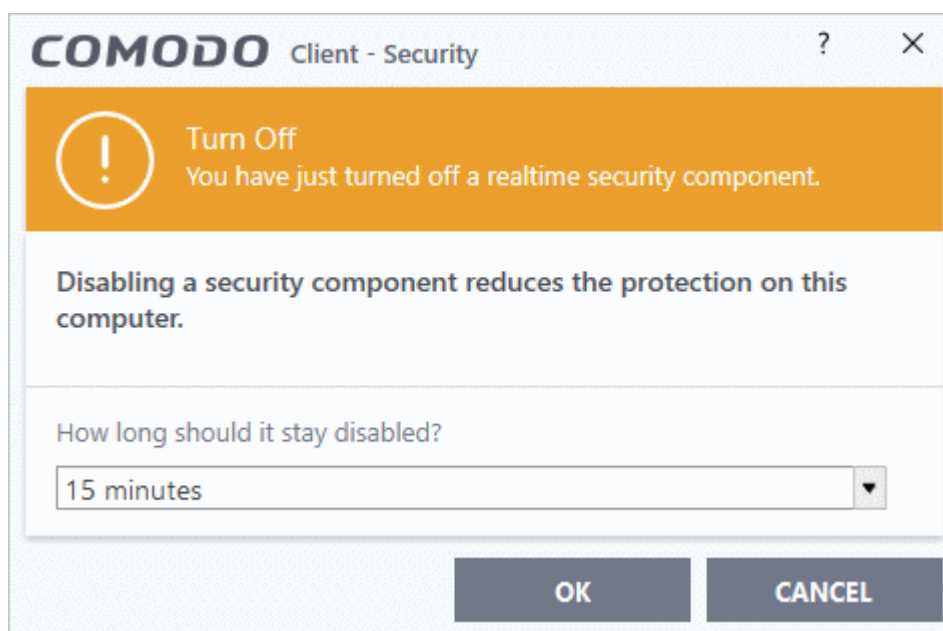 COMODO Client - Security ? X
Turn Off
You have just turned off a realtime security component.
Disabling a security component reduces the protection on this
computer.
How long should it stay disabled?
15 minutes
OK CANCEL